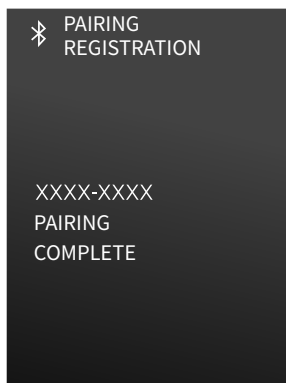 PAIRING
REGISTRATION
XXXX-XXXX
PAIRING
COMPLETE